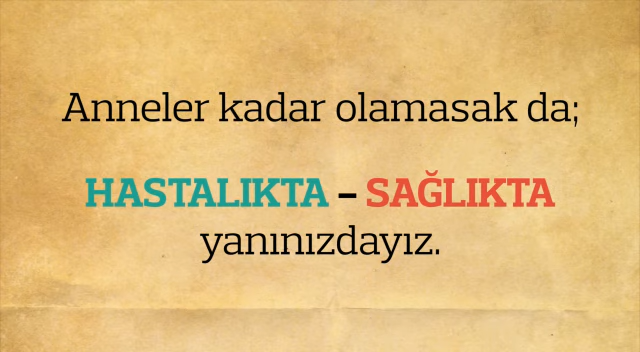 Anneler kadar olamasak da;
HASTALIKTA – SAĞLIKTA
yanınızdayız.